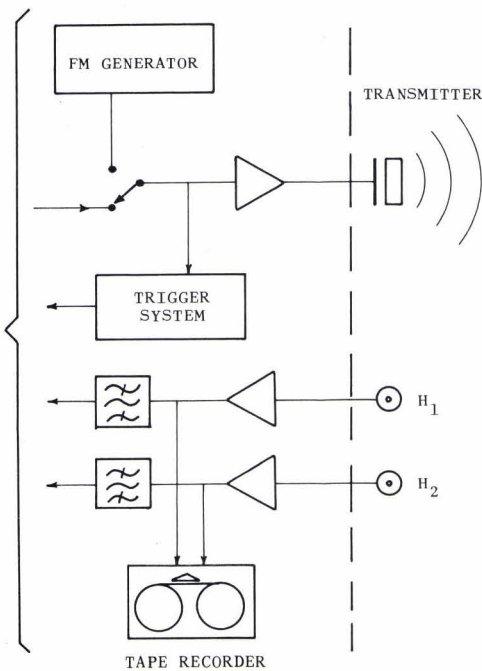 FM GENERATOR
TRANSMITTER
TRIGGER
SYSTEM
H₁
H₂
TAPE RECORDER